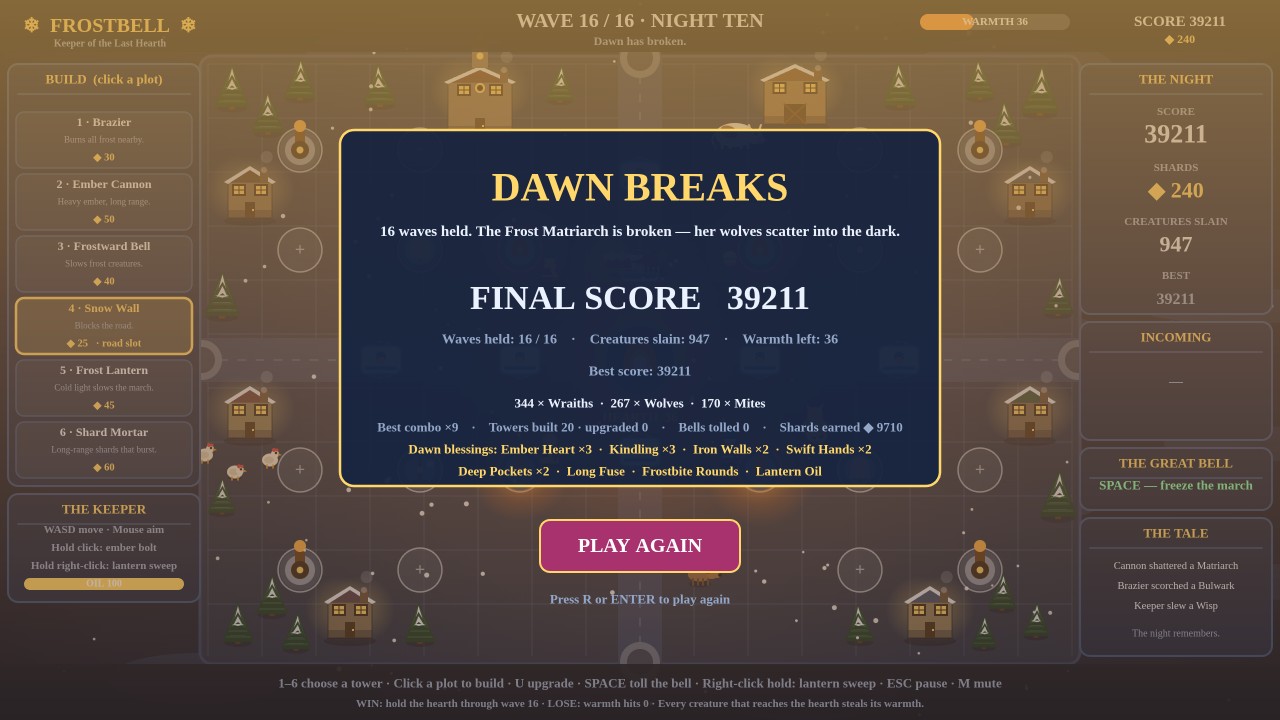 ❄ FROSTBELL ❄
Keeper of the Last Hearth
WAVE 16 / 16 · NIGHT TEN
Dawn has broken.
WARMTH 36
SCORE 39211
◆ 240
BUILD (click a plot)
1 · Brazier
Burns all frost nearby.
◆ 30
2 · Ember Cannon
Heavy ember, long range.
◆ 50
3 · Frostward Bell
Slows frost creatures.
◆ 40
4 · Snow Wall
Blocks the road.
◆ 25 · road slot
5 · Frost Lantern
Cold light slows the march.
◆ 45
6 · Shard Mortar
Long-range shards that burst.
◆ 60
THE KEEPER
WASD move · Mouse aim
Hold click: ember bolt
Hold right-click: lantern sweep
OIL 100
DAWN BREAKS
16 waves held. The Frost Matriarch is broken — her wolves scatter into the dark.
FINAL SCORE 39211
Waves held: 16 / 16 · Creatures slain: 947 · Warmth left: 36
Best score: 39211
344 × Wraiths · 267 × Wolves · 170 × Mites
Best combo ×9 · Towers built 20 · upgraded 0 · Bells tolled 0 · Shards earned ◆ 9710
Dawn blessings: Ember Heart ×3 · Kindling ×3 · Iron Walls ×2 · Swift Hands ×2
Deep Pockets ×2 · Long Fuse · Frostbite Rounds · Lantern Oil
PLAY AGAIN
Press R or ENTER to play again
THE NIGHT
SCORE
39211
SHARDS
◆ 240
CREATURES SLAIN
947
BEST
39211
INCOMING
—
THE GREAT BELL
SPACE — freeze the march
THE TALE
Cannon shattered a Matriarch
Brazier scorched a Bulwark
Keeper slew a Wisp
The night remembers.
1–6 choose a tower · Click a plot to build · U upgrade · SPACE toll the bell · Right-click hold: lantern sweep · ESC pause · M mute
WIN: hold the hearth through wave 16 · LOSE: warmth hits 0 · Every creature that reaches the hearth steals its warmth.